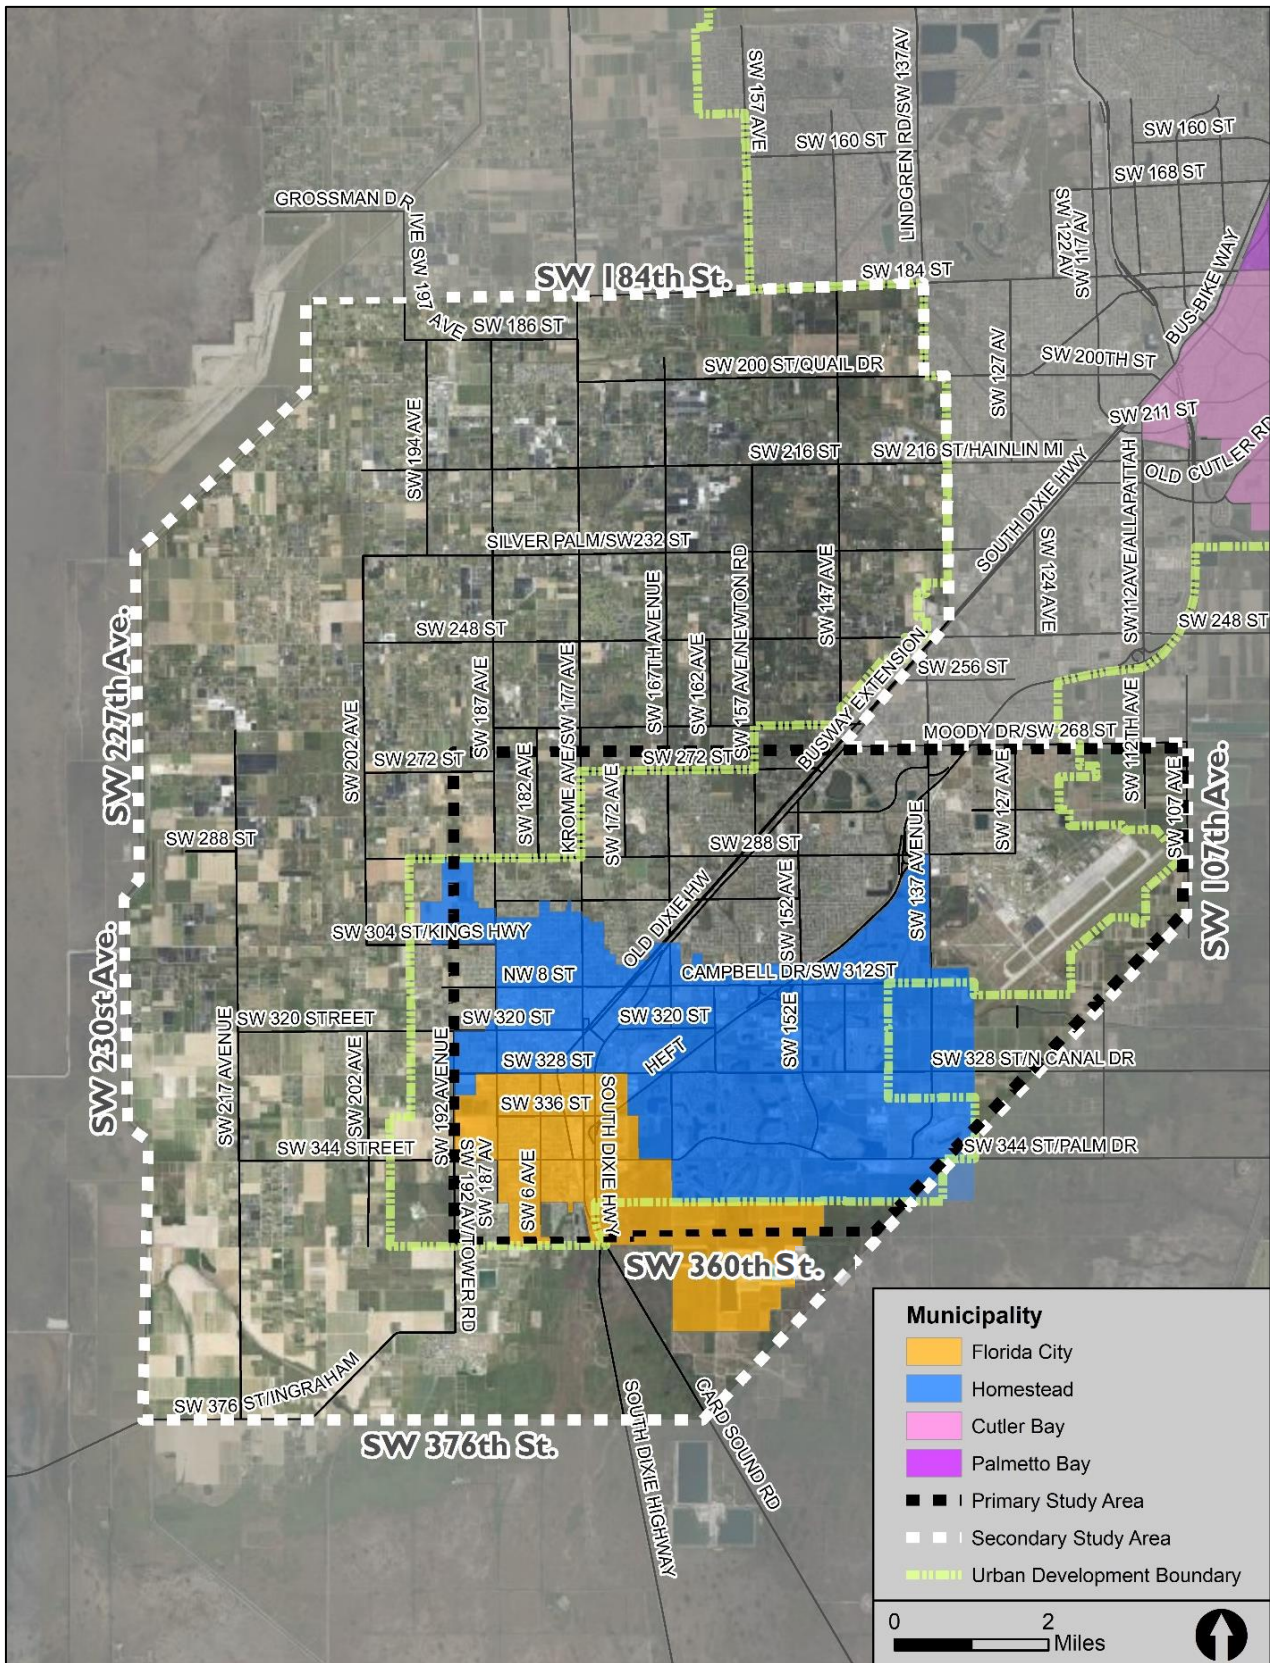 SW 157 AVE
LINDGREN RD/SW 137AV
SW 160 ST
SW 160 ST
SW 168 ST
GROSSMAN DRIVE SW 197 AVE
SW 122 AV
SW 117 AV
BUS-BIKE WAY
SW 184th St.
SW 184 ST
SW 186 ST
SW 200 ST/QUAIL DR
SW 127 AV
SW 200TH ST
SW 211 ST
SW 194 AVE
SW 216 ST
SW 216 ST/HAINLIN MI
OLD CUTLER RD
SOUTH DIXIE HWY
SILVER PALM/SW232 ST
SW 124 AVE
SW112 AVE/ALLAPATTAH
SW 167TH AVENUE
SW 162 AVE
SW 157 AVE/NEWTON RD
SW 147 AVE
SW 248 ST
SW 248 ST
SW 227th Ave.
SW 202 AVE
SW 187 AVE
KROME AVE/SW 177 AVE
BUSWAY EXTENSION
SW 256 ST
SW 112TH AVE
MOODY DR/SW 268 ST
SW 272 ST
SW 272 ST
SW 182 AVE
SW 172 AVE
SW 127 AVE
SW 107 AVE
SW 107th Ave.
SW 288 ST
SW 288 ST
SW 137 AVENUE
SW 152 AVE
OLD DIXIE HW
SW 304 ST/KINGS HWY
SW 230st Ave.
NW 8 ST
CAMPBELL DR/SW 312ST
SW 320 STREET
SW 320 ST
SW 320 ST
SW 152E
HEFT
SW 217 AVENUE
SW 202 AVE
SW 192 AVENUE
SW 328 ST
SW 328 ST/N CANAL DR
SW 336 ST
SOUTH DIXIE HWY
SW 344 STREET
SW 344 ST/PALM DR
SW 192 AV/TOWER RD
SW 187 AV
SW 6 AVE
SW 360th St.
SW 376 ST/INGRAHAM
SW 376th St.
SOUTH DIXIE HIGHWAY
CARD SOUND RD
Municipality
Florida City
Homestead
Cutler Bay
Palmetto Bay
Primary Study Area
Secondary Study Area
Urban Development Boundary
0 2
Miles